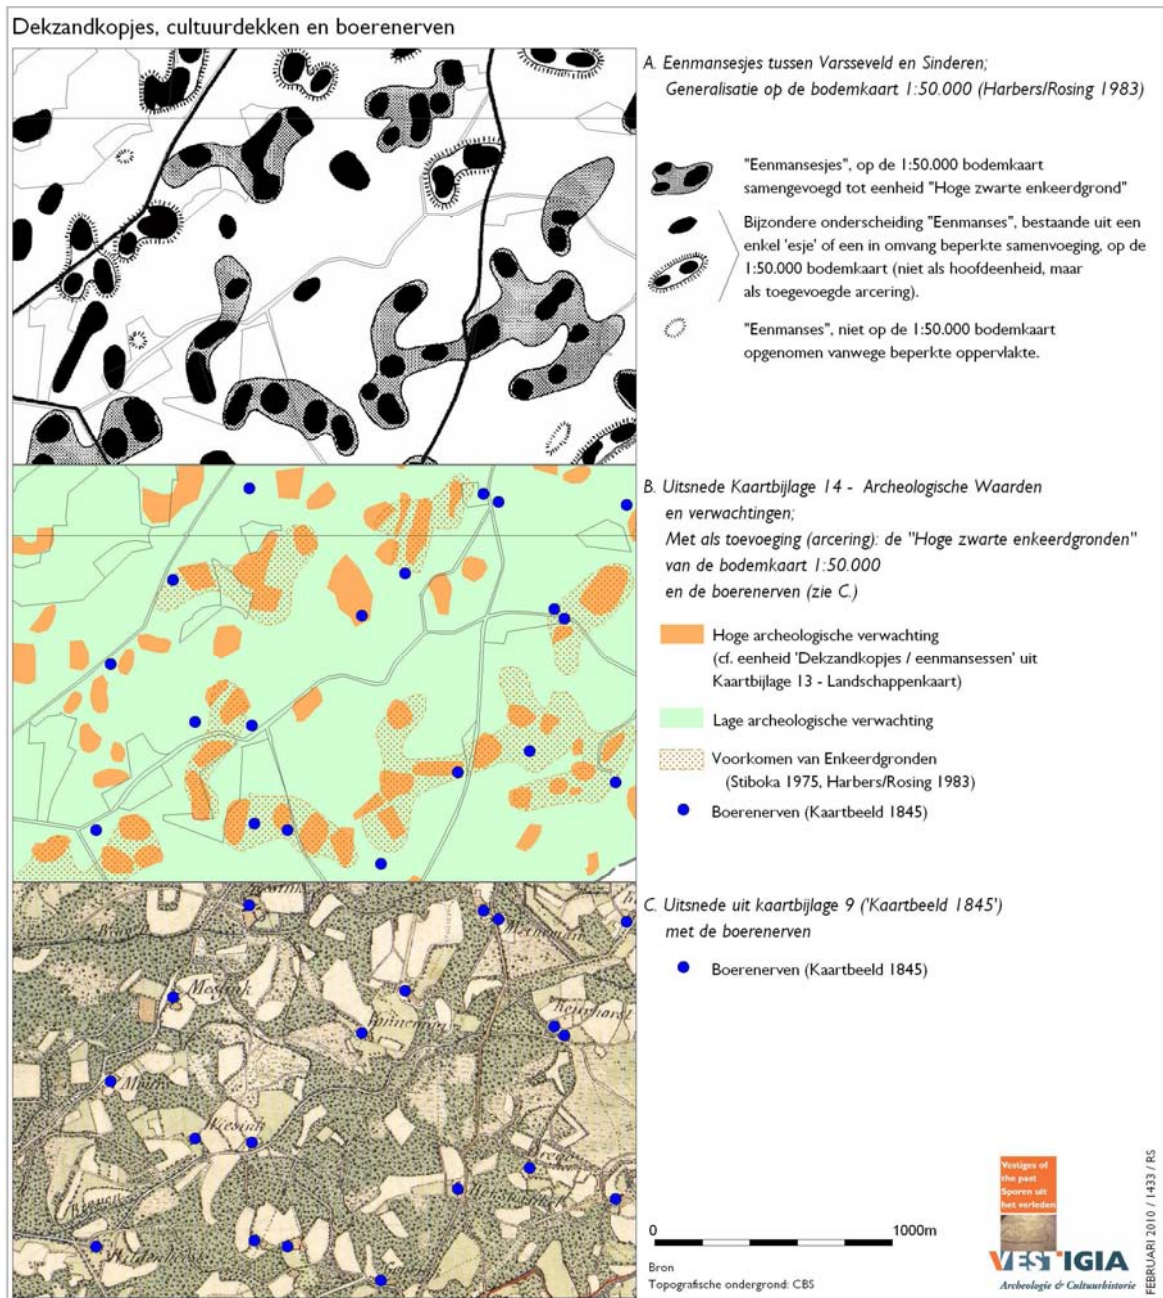 Dekzandkopjes, cultuurdekken en boerenerven
A. Eenmansesjes tussen Varsseveld en Sinderen;
Generalisatie op de bodemkaart 1:50.000 (Harbers/Rosing 1983)
"Eenmansesjes", op de 1:50.000 bodemkaart
samengevoegd tot eenheid "Hoge zwarte enkeerdgrond"
Bijzondere onderscheiding "Eenmanses", bestaande uit een
enkel 'esje' of een in omvang beperkte samenvoeging, op de
1:50.000 bodemkaart (niet als hoofdeenheid, maar
als toegevoegde arcering).
"Eenmanses", niet op de 1:50.000 bodemkaart
opgenomen vanwege beperkte oppervlakte.
B. Uitsnede Kaartbijlage 14 - Archeologische Waarden
en verwachtingen;
Met als toevoeging (arcering): de "Hoge zwarte enkeerdgronden"
van de bodemkaart 1:50.000
en de boerenerven (zie C.)
Hoge archeologische verwachting
(cf. eenheid 'Dekzandkopjes / eenmansessen' uit
Kaartbijlage 13 - Landschappenkaart)
Lage archeologische verwachting
Voorkomen van Enkeerdgronden
(Stiboka 1975, Harbers/Rosing 1983)
Boerenerven (Kaartbeeld 1845)
C. Uitsnede uit kaartbijlage 9 ('Kaartbeeld 1845')
met de boerenerven
Boerenerven (Kaartbeeld 1845)
Meslink
Wiesink
0 1000m
Bron
Topografische ondergrond: CBS
Vestiges of
the past
Sporen uit
het verleden
VESTIGIA
Archeologie & Cultuurhistorie
FEBRUARI 2010 / 1433 / RS